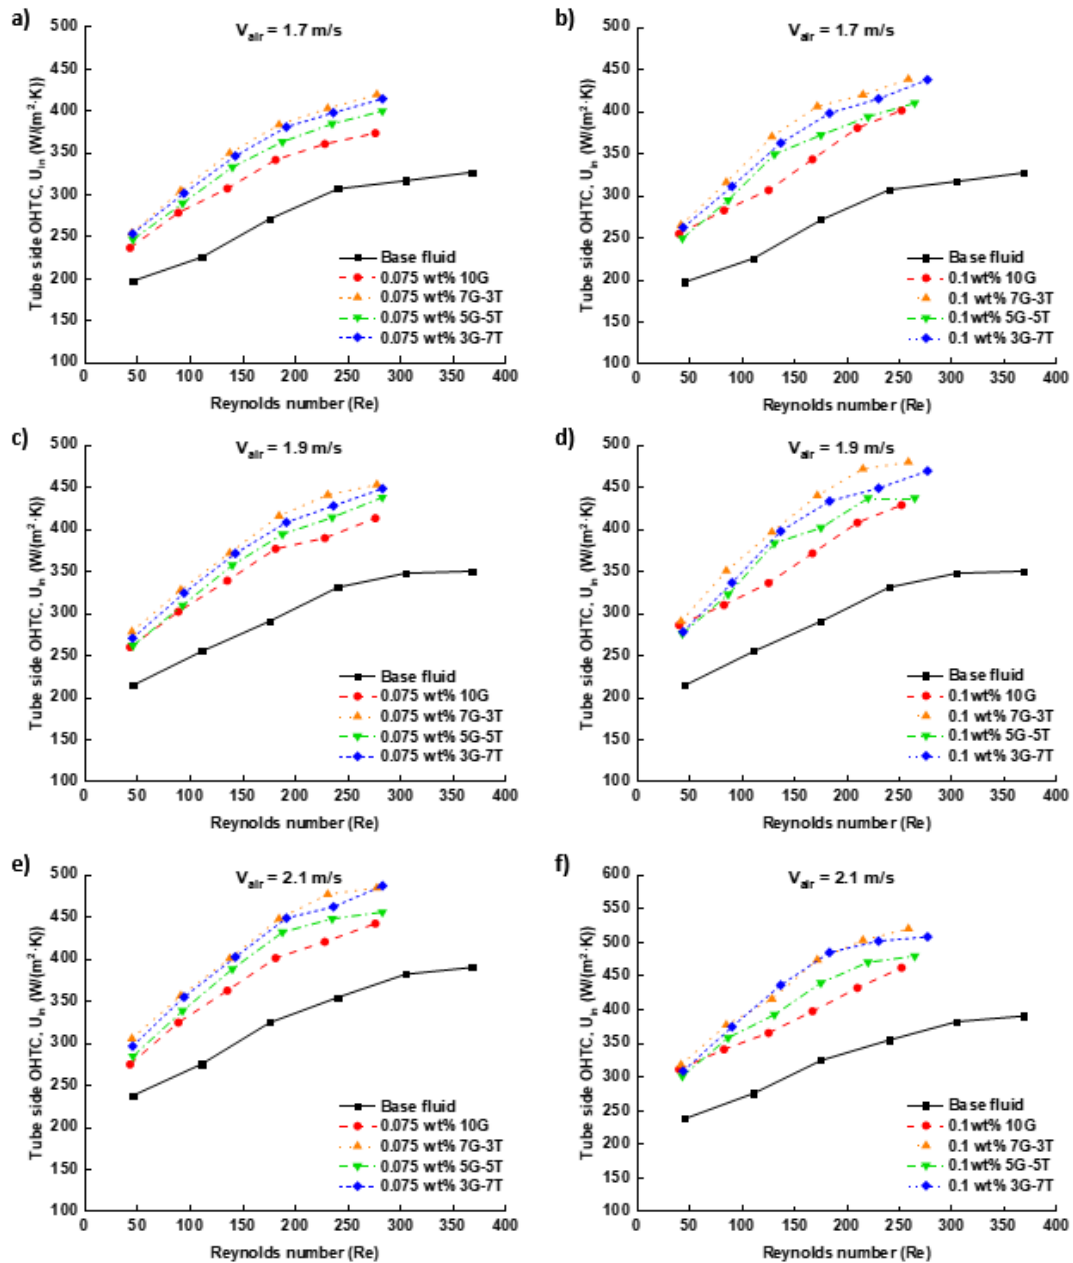 a)
V_air = 1.7 m/s
500
450
400
350
300
250
200
150
100
Tube side OHTC, U_in (W/(m²·K))
Base fluid
0.075 wt% 10G
0.075 wt% 7G-3T
0.075 wt% 5G-5T
0.075 wt% 3G-7T
0 50 100 150 200 250 300 350 400
Reynolds number (Re)
b)
V_air = 1.7 m/s
500
450
400
350
300
250
200
150
100
Tube side OHTC, U_in (W/(m²·K))
Base fluid
0.1wt% 10G
0.1 wt% 7G-3T
0.1wt% 5G-5T
0.1 wt% 3G-7T
0 50 100 150 200 250 300 350 400
Reynolds number (Re)
c)
V_air = 1.9 m/s
500
450
400
350
300
250
200
150
100
Tube side OHTC, U_in (W/(m²·K))
Base fluid
0.075 wt% 10G
0.075 wt% 7G-3T
0.075 wt% 5G-5T
0.075 wt% 3G-7T
0 50 100 150 200 250 300 350 400
Reynolds number (Re)
d)
V_air = 1.9 m/s
500
450
400
350
300
250
200
150
100
Tube side OHTC, U_in (W/(m²·K))
Base fluid
0.1wt% 10G
0.1 wt% 7G-3T
0.1wt% 5G-5T
0.1 wt% 3G-7T
0 50 100 150 200 250 300 350 400
Reynolds number (Re)
e)
V_air = 2.1 m/s
500
450
400
350
300
250
200
150
100
Tube side OHTC, U_in (W/(m²·K))
Base fluid
0.075 wt% 10G
0.075 wt% 7G-3T
0.075 wt% 5G-5T
0.075 wt% 3G-7T
0 50 100 150 200 250 300 350 400
Reynolds number (Re)
f)
V_air = 2.1 m/s
600
550
500
450
400
350
300
250
200
150
100
Tube side OHTC, U_in (W/(m²·K))
Base fluid
0.1wt% 10G
0.1 wt% 7G-3T
0.1wt% 5G-5T
0.1 wt% 3G-7T
0 50 100 150 200 250 300 350 400
Reynolds number (Re)